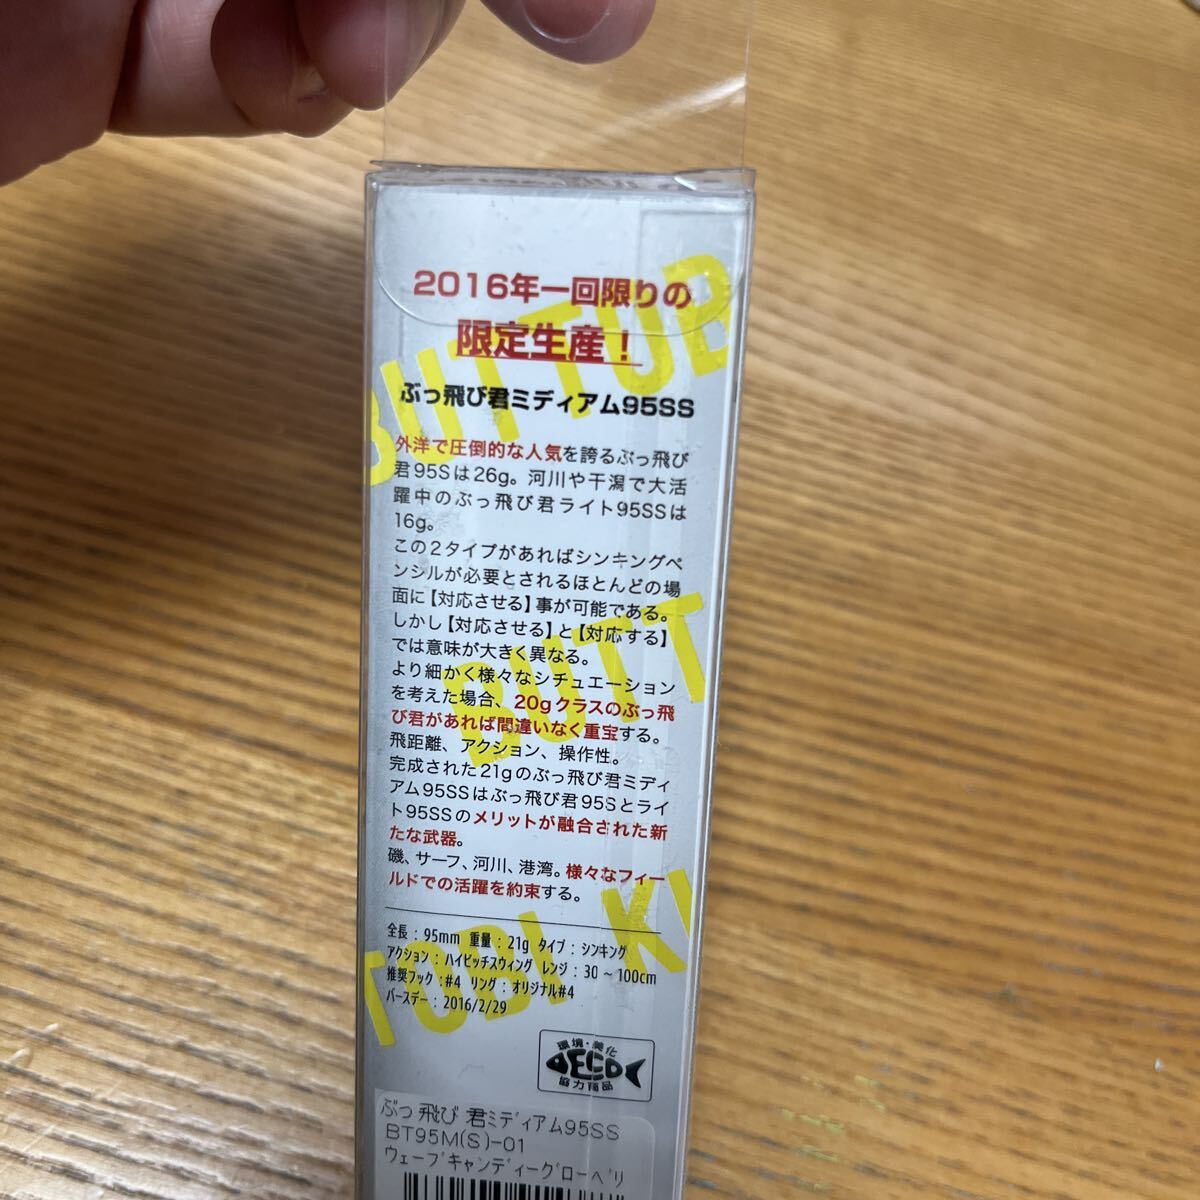 2016年一回限りの
限定生産！
ぶっ飛び君ミディアム95SS
外洋で圧倒的な人気を誇るぶっ飛び
君95Sは26g。河川や干潟で大活
躍中のぶっ飛び君ライト95SSは
16g。
この2タイプがあればシンキングペ
ンシルが必要とされるほとんどの場
面に【対応させる】事が可能である。
しかし【対応させる】と【対応する】
では意味が大きく異なる。
より細かく様々なシチュエーション
を考えた場合、20gクラスのぶっ飛
び君があれば間違いなく重宝する。
飛距離、アクション、操作性。
完成された21gのぶっ飛び君ミディ
アム95SSはぶっ飛び君95Sとライ
ト95SSのメリットが融合された新
たな武器。
磯、サーフ、河川、港湾。様々なフィー
ルドでの活躍を約束する。
全長：95mm 重量：21g タイプ：シンキング
アクション：ハイピッチスウィング レンジ：30～100cm
推奨フック：#4 リング：オリジナル#4
バースデー：2016/2/29
環境・美化
ECO
協力商品
ぶっ飛び君ミディアム95SS
BT95M(S)-01
ウェーブキャンディーグローベリ
BUTTOB
BUTT
TOBI KI